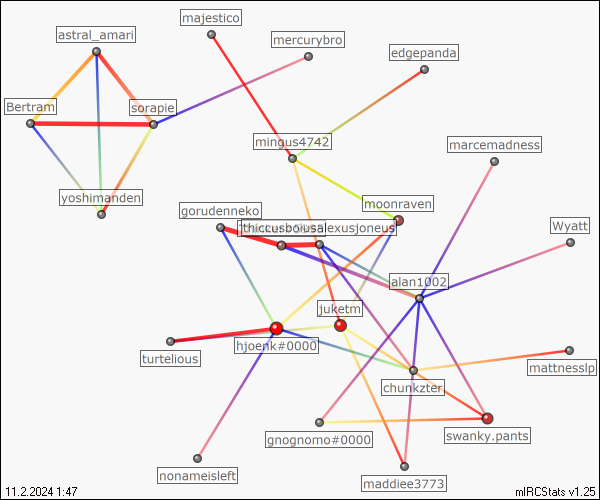 majestico
astral_amari
mercurybro
edgepanda
Bertram
sorapie
mingus4742
marcemadness
yoshimanden
gorudenneko
moonraven
Wyatt
alan1002
juketm
hjoenk#0000
turtelious
mattnesslp
chunkzter
gnognomo#0000
swanky.pants
nonameisleft
maddiee3773
11.2.2024 1:47
mIRCStats v1.25